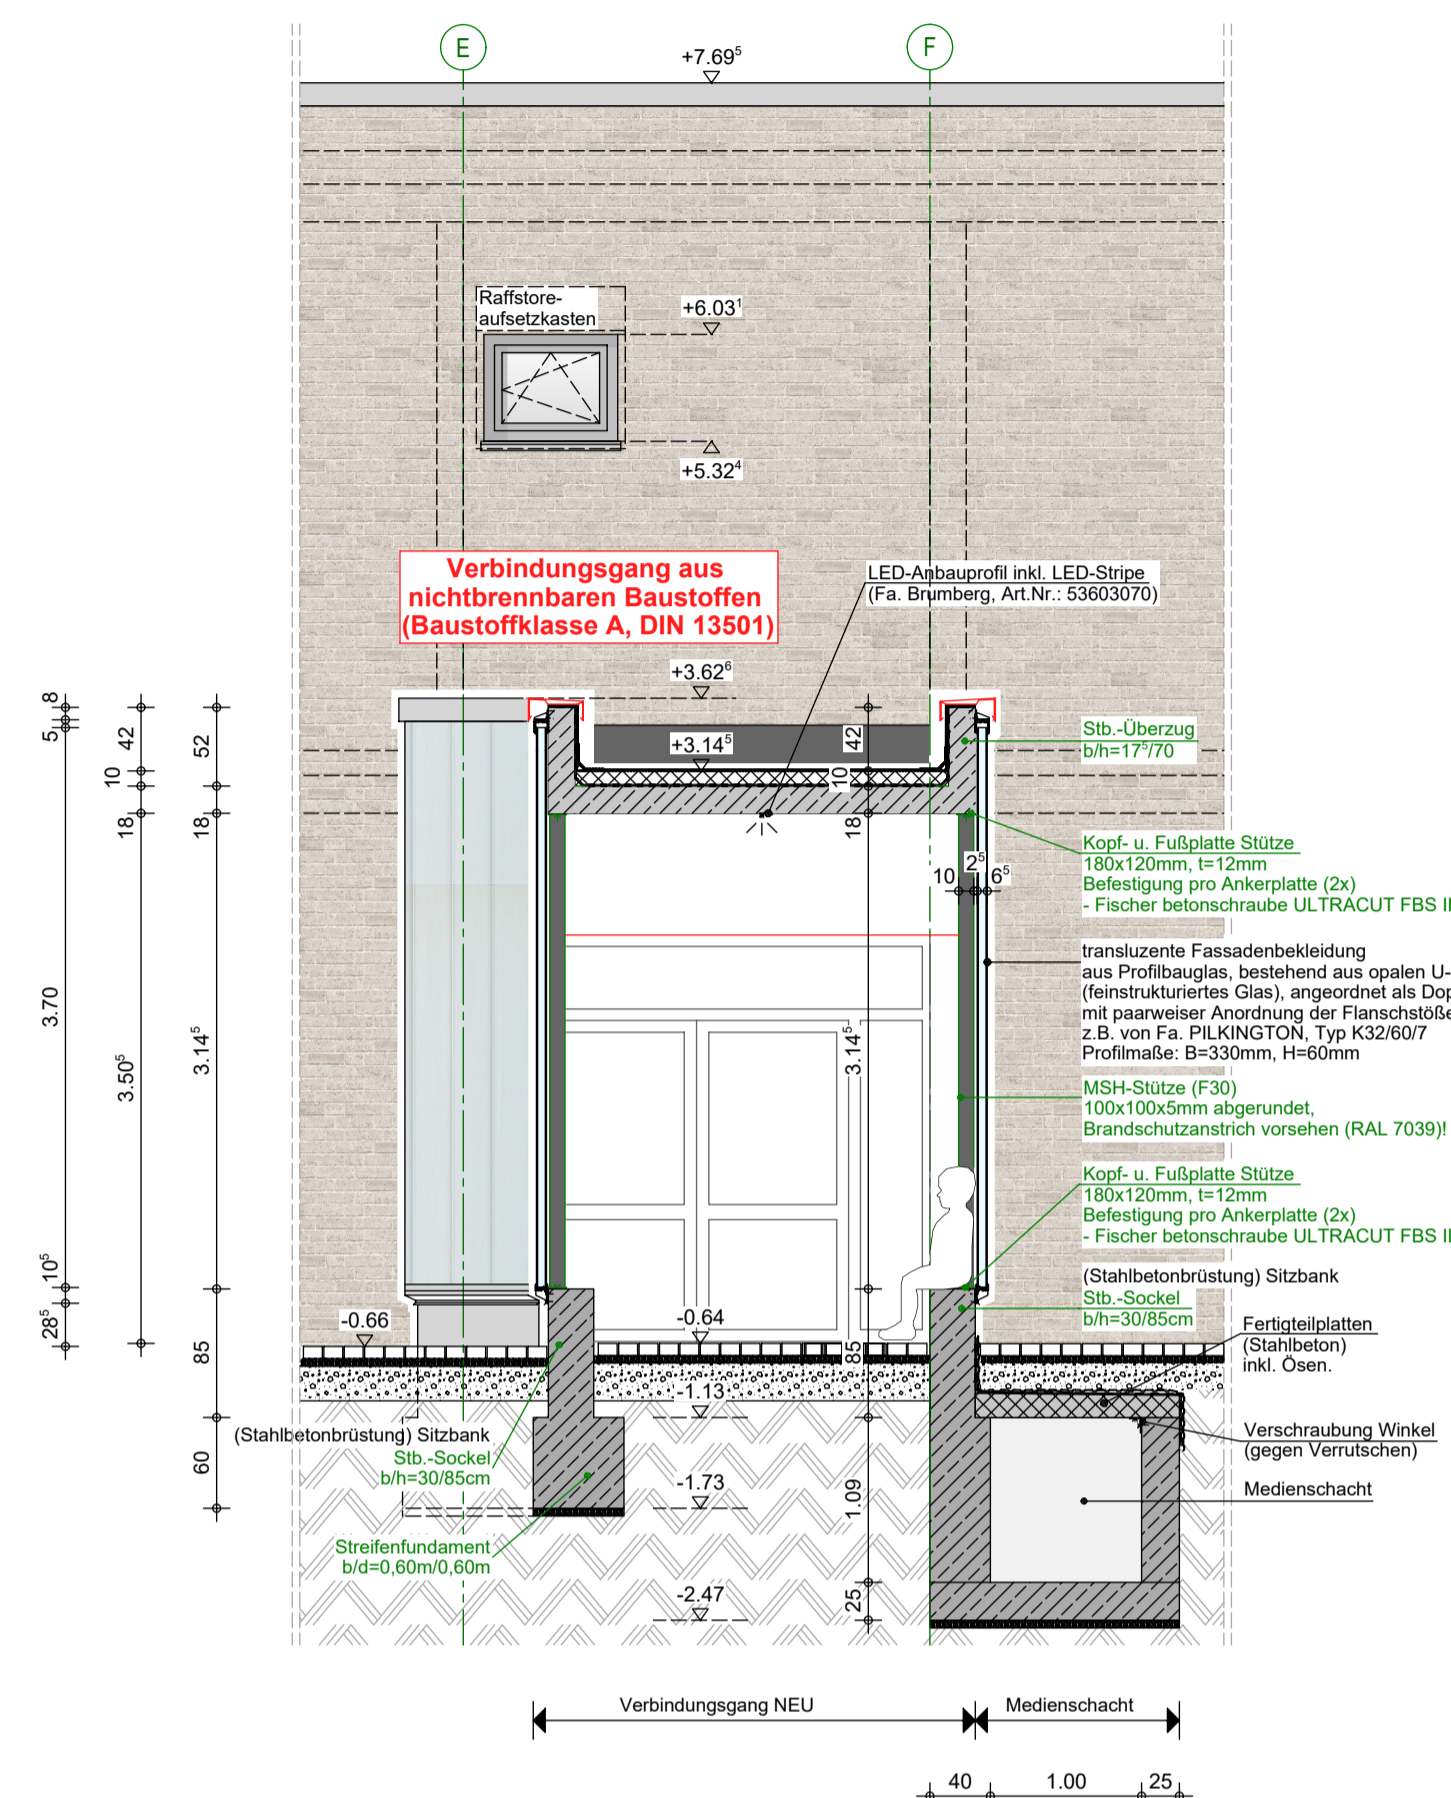 E
F
+7.69⁵
Raffstore-
aufsetzkasten
+6.03¹
+5.32⁴
Verbindungsgang aus
nichtbrennbaren Baustoffen
(Baustoffklasse A, DIN 13501)
LED-Anbauprofil inkl. LED-Stripe
(Fa. Brumberg, Art.Nr.: 53603070)
+3.62⁶
+3.14⁵
8
5
42
10
18
52
18
42
10
18
Stb.-Überzug
b/h=17⁵/70
Kopf- u. Fußplatte Stütze
180x120mm, t=12mm
Befestigung pro Ankerplatte (2x)
- Fischer betonschraube ULTRACUT FBS II
10
2⁵
6⁵
transluzente Fassadenbekleidung
aus Profilbauglas, bestehend aus opalen U-
(feinstrukturiertes Glas), angeordnet als Dop
mit paarweiser Anordnung der Flanschstöße
z.B. von Fa. PILKINGTON, Typ K32/60/7
Profilmaße: B=330mm, H=60mm
3.70
3.50⁵
3.14⁵
3.14⁵
MSH-Stütze (F30)
100x100x5mm abgerundet,
Brandschutzanstrich vorsehen (RAL 7039)!
Kopf- u. Fußplatte Stütze
180x120mm, t=12mm
Befestigung pro Ankerplatte (2x)
- Fischer betonschraube ULTRACUT FBS II
(Stahlbetonbrüstung) Sitzbank
Stb.-Sockel
b/h=30/85cm
10⁵
28⁵
85
85
-0.66
-0.64
Fertigteilplatten
(Stahlbeton)
inkl. Ösen.
-1.13
(Stahlbetonbrüstung) Sitzbank
Stb.-Sockel
b/h=30/85cm
Verschraubung Winkel
(gegen Verrutschen)
60
-1.73
1.09
Medienschacht
Streifenfundament
b/d=0,60m/0,60m
-2.47
25
Verbindungsgang NEU
Medienschacht
40
1.00
25